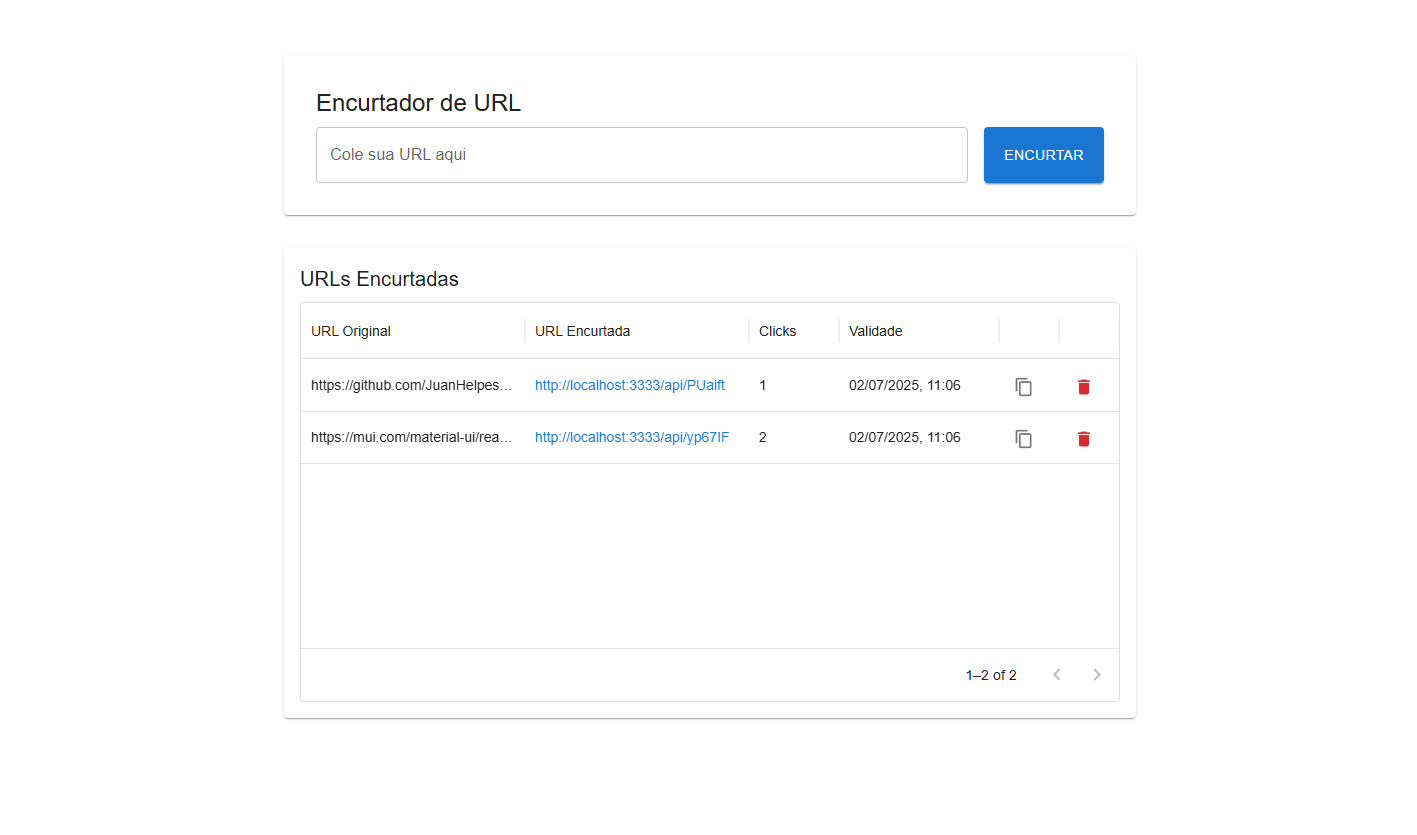 Encurtador de URL
Cole sua URL aqui
ENCURTAR
URLs Encurtadas
URL Original URL Encurtada Clicks Validade
https://github.com/JuanHelpes… http://localhost:3333/api/PUaift 1 02/07/2025, 11:06
https://mui.com/material-ui/rea… http://localhost:3333/api/yp67IF 2 02/07/2025, 11:06
1–2 of 2